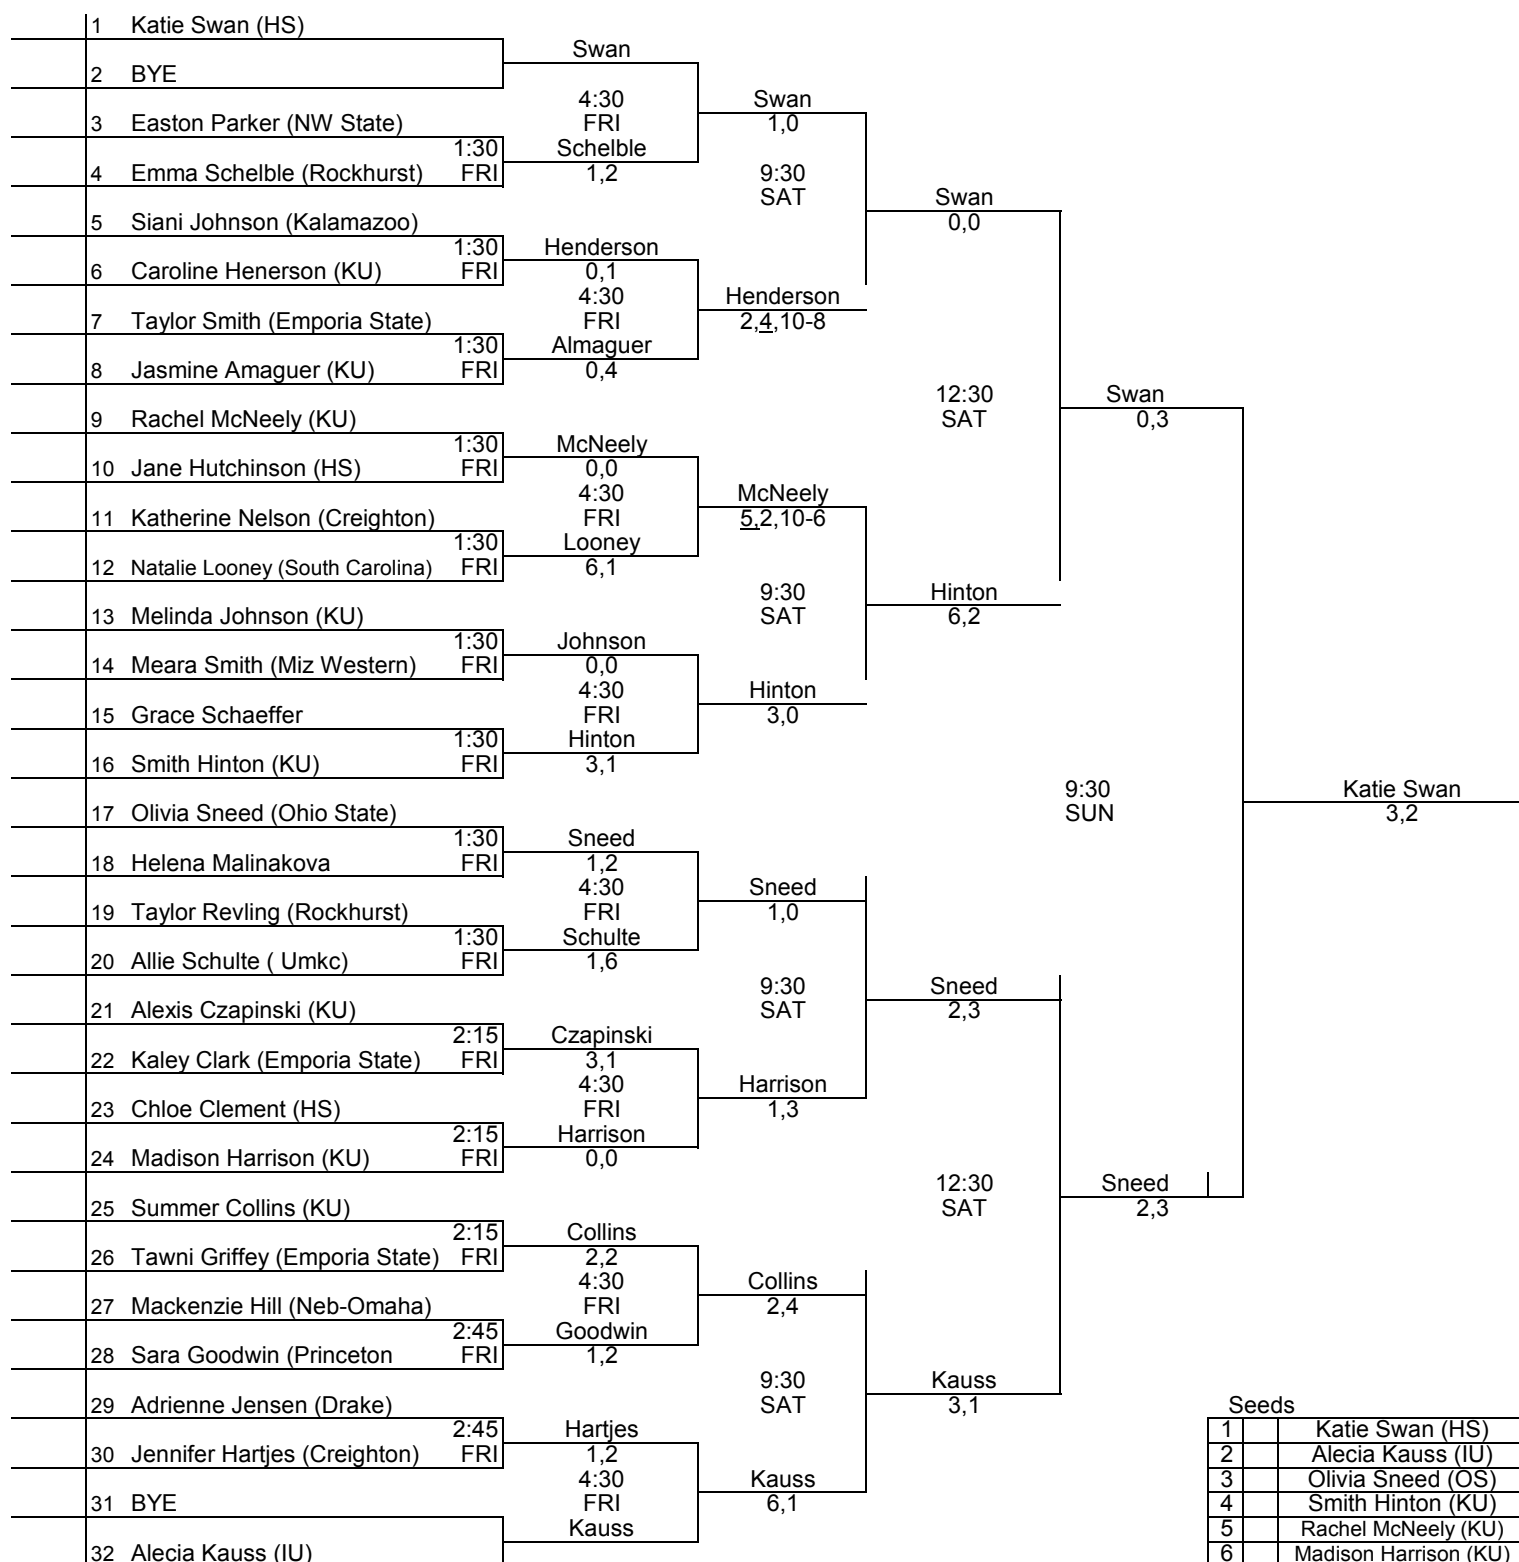 1 Katie Swan (HS)
Swan
2 BYE
4:30 Swan
FRI 1,0
3 Easton Parker (NW State)
1:30 Schelble
4 Emma Schelble (Rockhurst) FRI 1,2 9:30
SAT Swan
5 Siani Johnson (Kalamazoo) 0,0
1:30 Henderson
6 Caroline Henerson (KU) FRI 0,1
4:30 Henderson
7 Taylor Smith (Emporia State) FRI 2,4,10-8
1:30 Almaguer
8 Jasmine Amaguer (KU) FRI 0,4
12:30 Swan
9 Rachel McNeely (KU) SAT 0,3
1:30 McNeely
10 Jane Hutchinson (HS) FRI 0,0
4:30 McNeely
11 Katherine Nelson (Creighton) FRI 5,2,10-6
1:30 Looney
12 Natalie Looney (South Carolina) FRI 6,1
9:30 Hinton
13 Melinda Johnson (KU) SAT 6,2
1:30 Johnson
14 Meara Smith (Miz Western) FRI 0,0
4:30 Hinton
15 Grace Schaeffer FRI 3,0
1:30 Hinton
16 Smith Hinton (KU) FRI 3,1
9:30 Katie Swan
17 Olivia Sneed (Ohio State) SUN 3,2
1:30 Sneed
18 Helena Malinakova FRI 1,2
4:30 Sneed
19 Taylor Revling (Rockhurst) FRI 1,0
1:30 Schulte
20 Allie Schulte ( Umkc) FRI 1,6
9:30 Sneed
21 Alexis Czapinski (KU) SAT 2,3
2:15 Czapinski
22 Kaley Clark (Emporia State) FRI 3,1
4:30 Harrison
23 Chloe Clement (HS) FRI 1,3
2:15 Harrison
24 Madison Harrison (KU) FRI 0,0
12:30 Sneed
25 Summer Collins (KU) SAT 2,3
2:15 Collins
26 Tawni Griffey (Emporia State) FRI 2,2
4:30 Collins
27 Mackenzie Hill (Neb-Omaha) FRI 2,4
2:45 Goodwin
28 Sara Goodwin (Princeton FRI 1,2
9:30 Kauss
29 Adrienne Jensen (Drake) SAT 3,1
2:45 Hartjes
30 Jennifer Hartjes (Creighton) FRI 1,2
4:30 Kauss
31 BYE FRI 6,1
Kauss
32 Alecia Kauss (IU)
Seeds
1 Katie Swan (HS)
2 Alecia Kauss (IU)
3 Olivia Sneed (OS)
4 Smith Hinton (KU)
5 Rachel McNeely (KU)
6 Madison Harrison (KU)